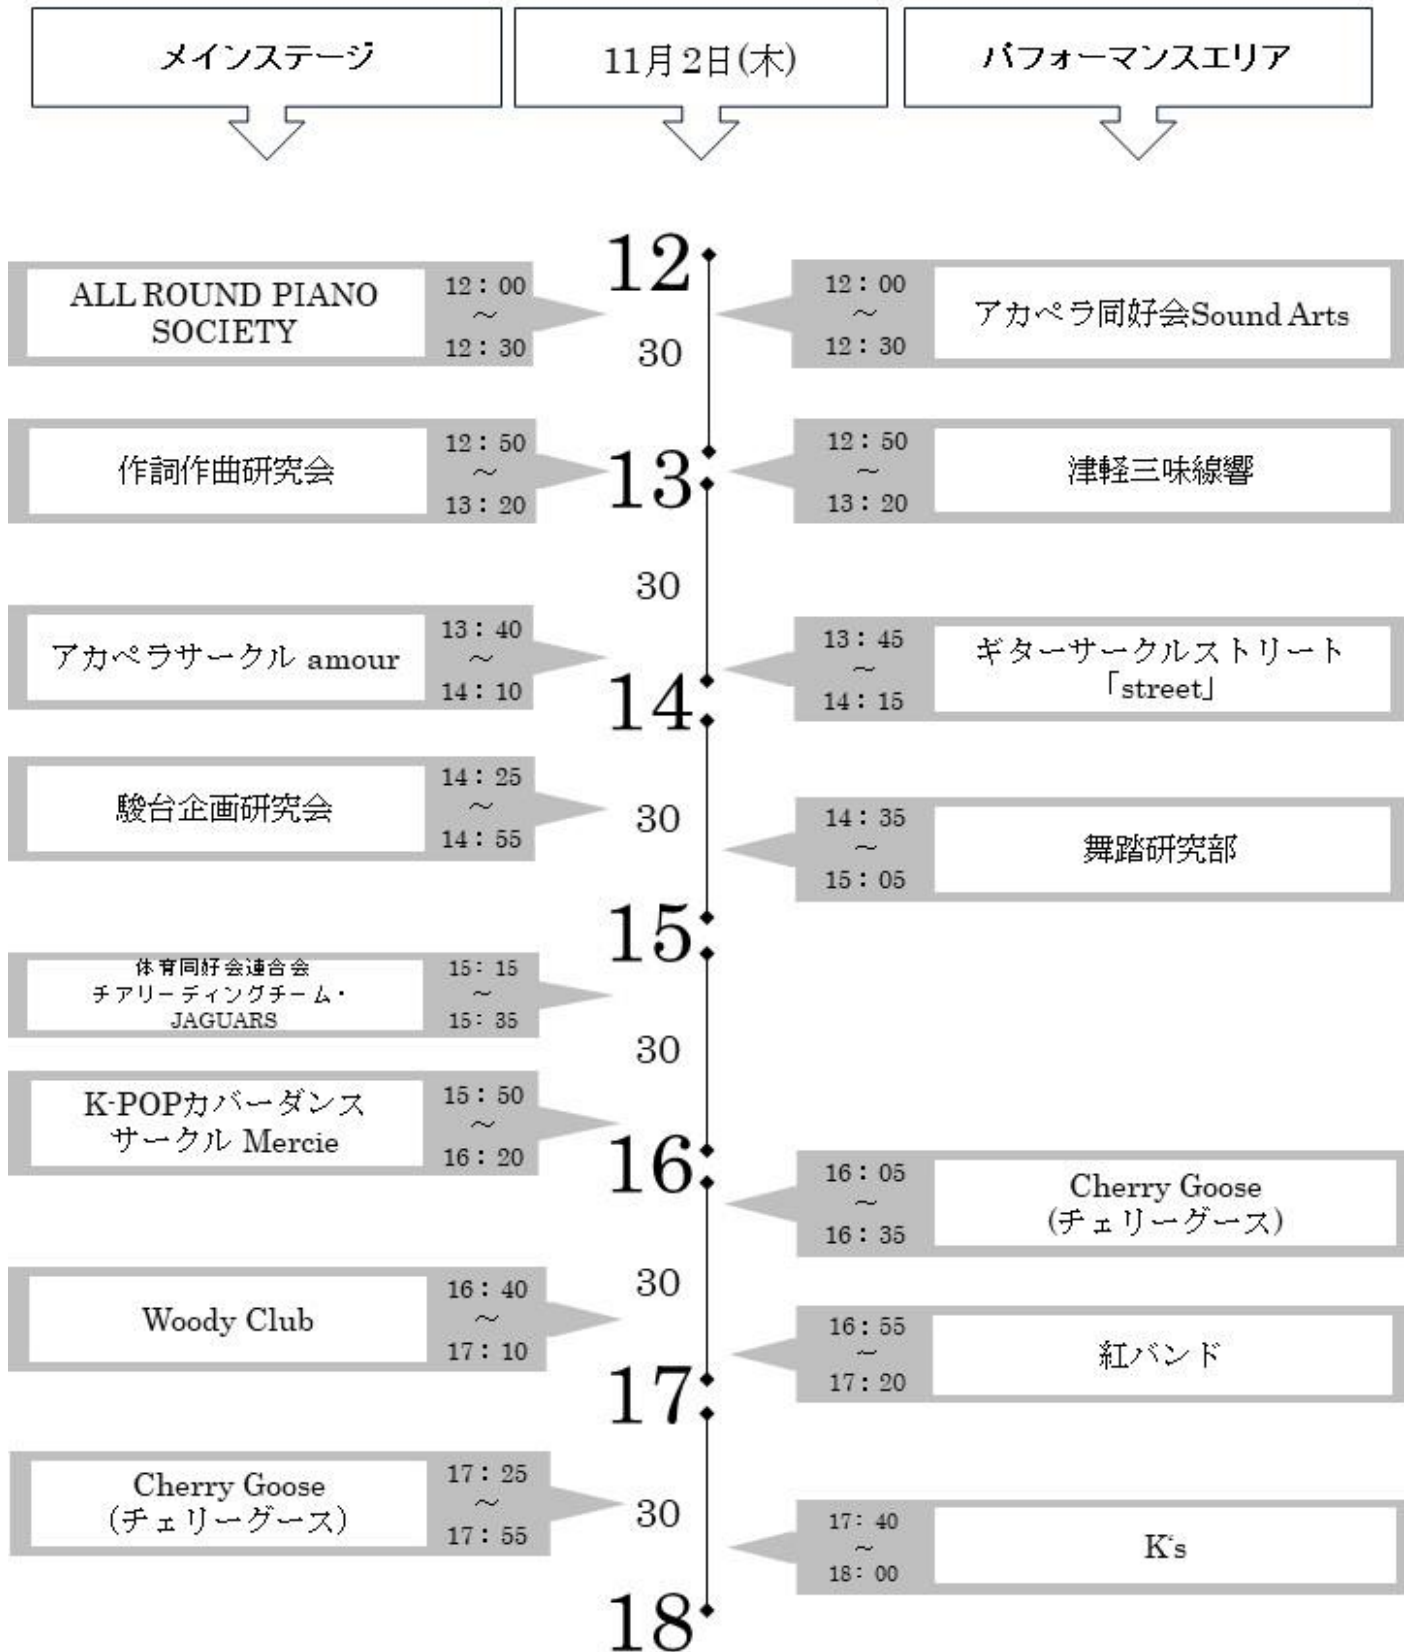 メインステージ
11月2日(木)
パフォーマンスエリア
12
ALL ROUND PIANO
SOCIETY
12：00
～
12：30
12：00
～
12：30
アカペラ同好会Sound Arts
30
作詞作曲研究会
12：50
～
13：20
13
12：50
～
13：20
津軽三味線響
30
アカペラサークル amour
13：40
～
14：10
13：45
～
14：15
ギターサークルストリート
「street」
14
駿台企画研究会
14：25
～
14：55
30
14：35
～
15：05
舞踏研究部
15
体育同好会連合会
チアリーディングチーム・
JAGUARS
15：15
～
15：35
30
K-POPカバーダンス
サークル Mercie
15：50
～
16：20
16
16：05
～
16：35
Cherry Goose
(チェリーグース)
30
Woody Club
16：40
～
17：10
16：55
～
17：20
紅バンド
17
Cherry Goose
(チェリーグース)
17：25
～
17：55
30
17：40
～
18：00
K‘s
18